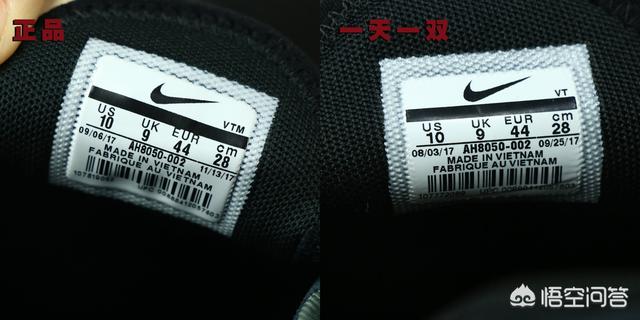 正品
VTM
US UK EUR cm
10 9 44 28
09/06/17 AH8050-002 11/13/17
MADE IN VIETNAM
FABRIQUE AU VIETNAM
一天一双
VT
US UK EUR cm
10 9 44 28
08/03/17 AH8050-002 09/25/17
MADE IN VIETNAM
FABRIQUE AU VIETNAM
悟空问答